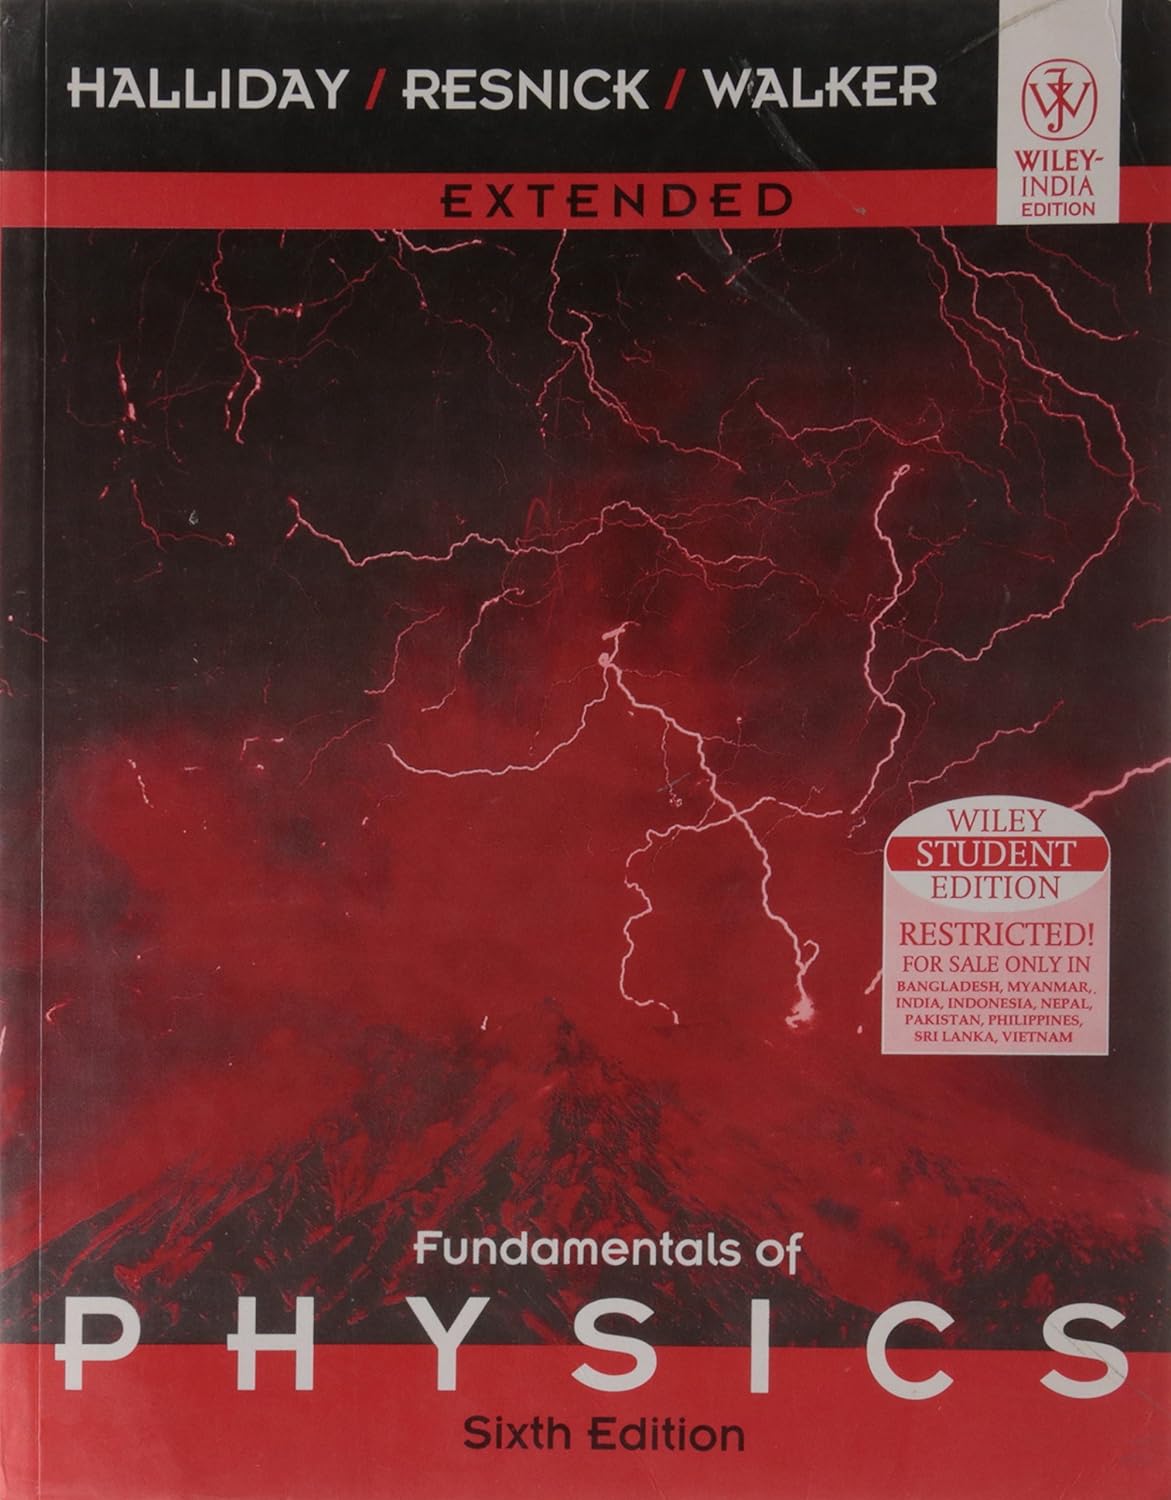 HALLIDAY / RESNICK / WALKER
JW
WILEY-
INDIA
EDITION
EXTENDED
WILEY
STUDENT
EDITION
RESTRICTED!
FOR SALE ONLY IN
BANGLADESH, MYANMAR,
INDIA, INDONESIA, NEPAL,
PAKISTAN, PHILIPPINES,
SRI LANKA, VIETNAM
Fundamentals of
PHYSICS
Sixth Edition